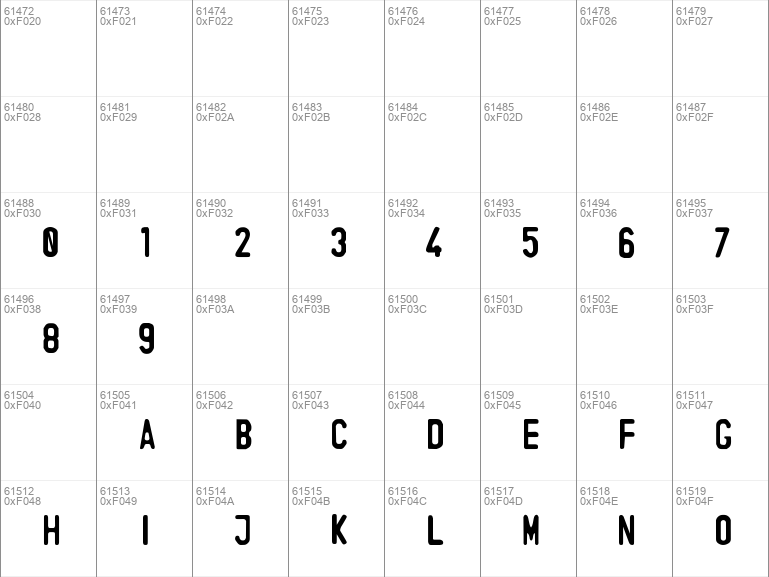 61472 61473 61474 61475 61476 61477 61478 61479
0xF020 0xF021 0xF022 0xF023 0xF024 0xF025 0xF026 0xF027
61480 61481 61482 61483 61484 61485 61486 61487
0xF028 0xF029 0xF02A 0xF02B 0xF02C 0xF02D 0xF02E 0xF02F
61488 61489 61490 61491 61492 61493 61494 61495
0xF030 0xF031 0xF032 0xF033 0xF034 0xF035 0xF036 0xF037
0 1 2 3 4 5 6 7
61496 61497 61498 61499 61500 61501 61502 61503
0xF038 0xF039 0xF03A 0xF03B 0xF03C 0xF03D 0xF03E 0xF03F
8 9
61504 61505 61506 61507 61508 61509 61510 61511
0xF040 0xF041 0xF042 0xF043 0xF044 0xF045 0xF046 0xF047
A B C D E F G
61512 61513 61514 61515 61516 61517 61518 61519
0xF048 0xF049 0xF04A 0xF04B 0xF04C 0xF04D 0xF04E 0xF04F
H I J K L M N O